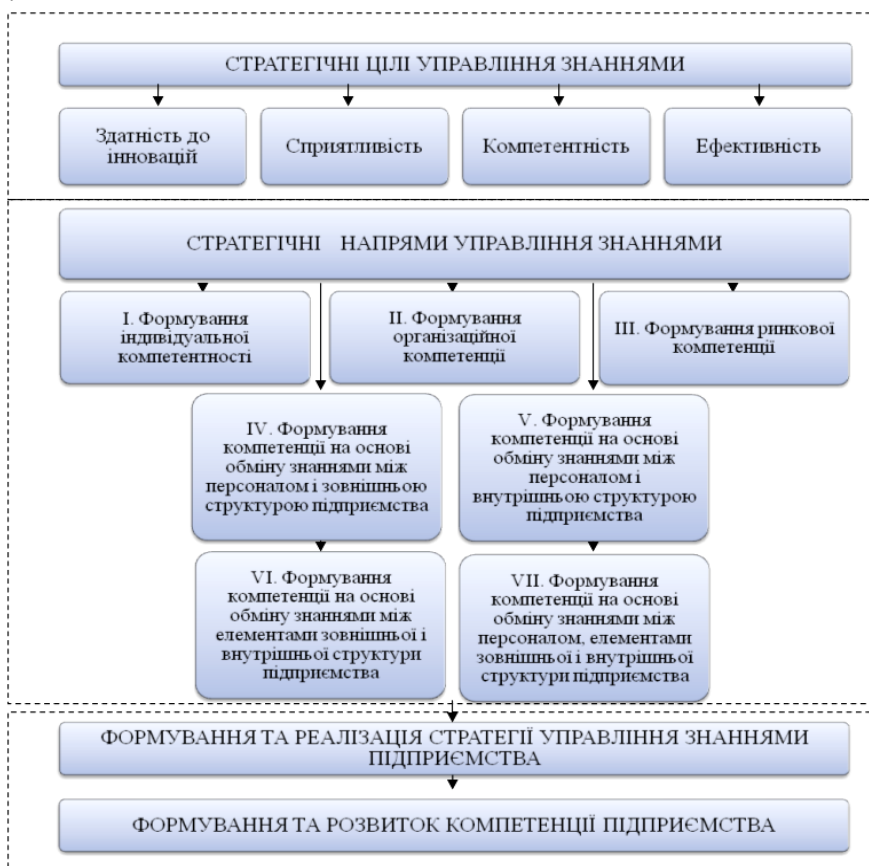 СТРАТЕГІЧНІ ЦІЛІ УПРАВЛІННЯ ЗНАННЯМИ
Здатність до
інновацій
Сприятливість
Компетентність
Ефективність
СТРАТЕГІЧНІ НАПРЯМИ УПРАВЛІННЯ ЗНАННЯМИ
І. Формування
індивідуальної
компетентності
ІІ. Формування
організаційної
компетенції
ІІІ. Формування ринкової
компетенції
IV. Формування
компетенції на основі
обміну знаннями між
персоналом і зовнішньою
структурою підприємства
V. Формування
компетенції на основі
обміну знаннями між
персоналом і
внутрішньою структурою
підприємства
VI. Формування
компетенції на основі
обміну знаннями між
елементами зовнішньої і
внутрішньої структури
підприємства
VII. Формування
компетенції на основі
обміну знаннями між
персоналом, елементами
зовнішньої і внутрішньої
структури підприємства
ФОРМУВАННЯ ТА РЕАЛІЗАЦІЯ СТРАТЕГІЇ УПРАВЛІННЯ ЗНАННЯМИ
ПІДПРИЄМСТВА
ФОРМУВАННЯ ТА РОЗВИТОК КОМПЕТЕНЦІЇ ПІДПРИЄМСТВА